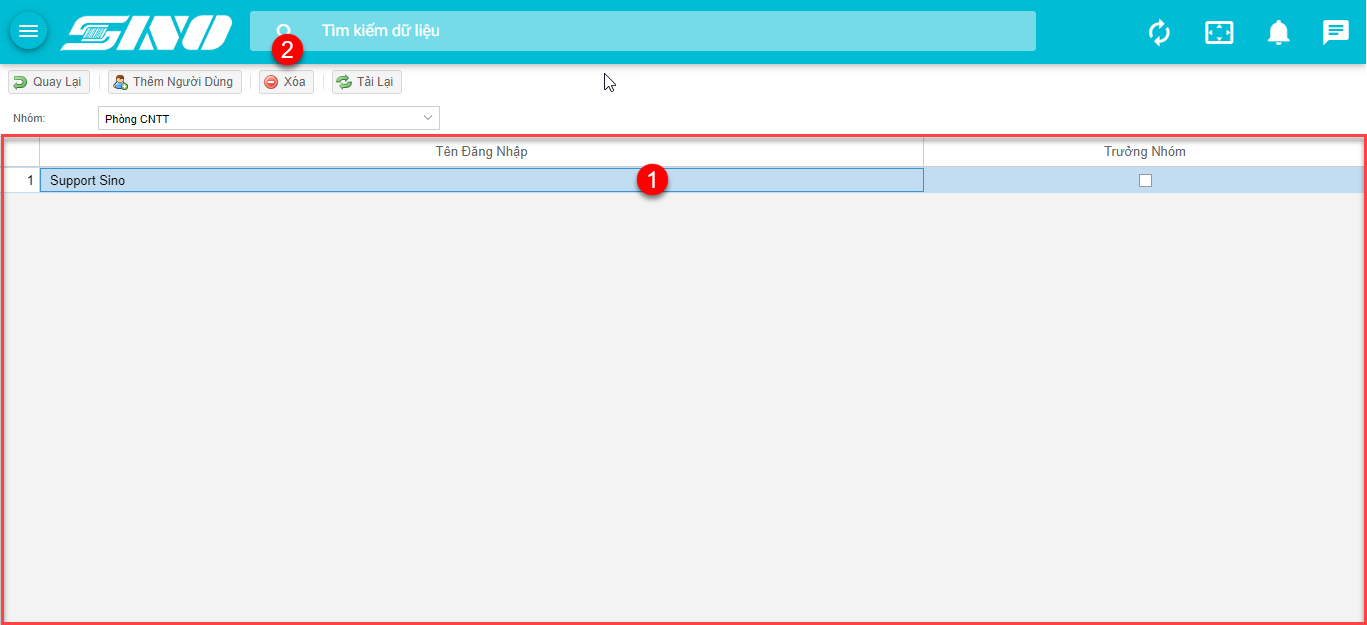 SINO
Tìm kiếm dữ liệu
2
Quay Lại
Thêm Người Dùng
Xóa
Tải Lại
Nhóm:
Phòng CNTT
Tên Đăng Nhập
Trưởng Nhóm
1
Support Sino
1